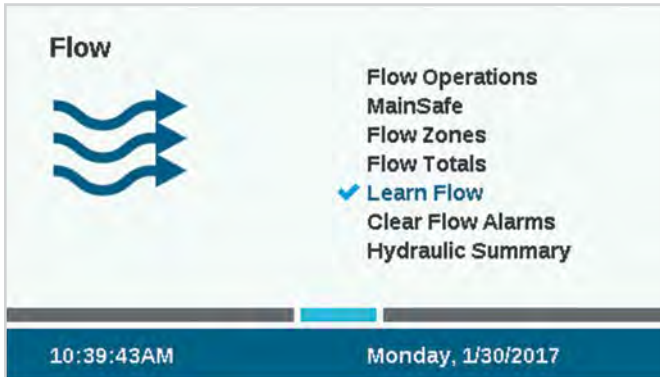 Flow
Flow Operations
MainSafe
Flow Zones
Flow Totals
Learn Flow
Clear Flow Alarms
Hydraulic Summary
10:39:43AM
Monday, 1/30/2017